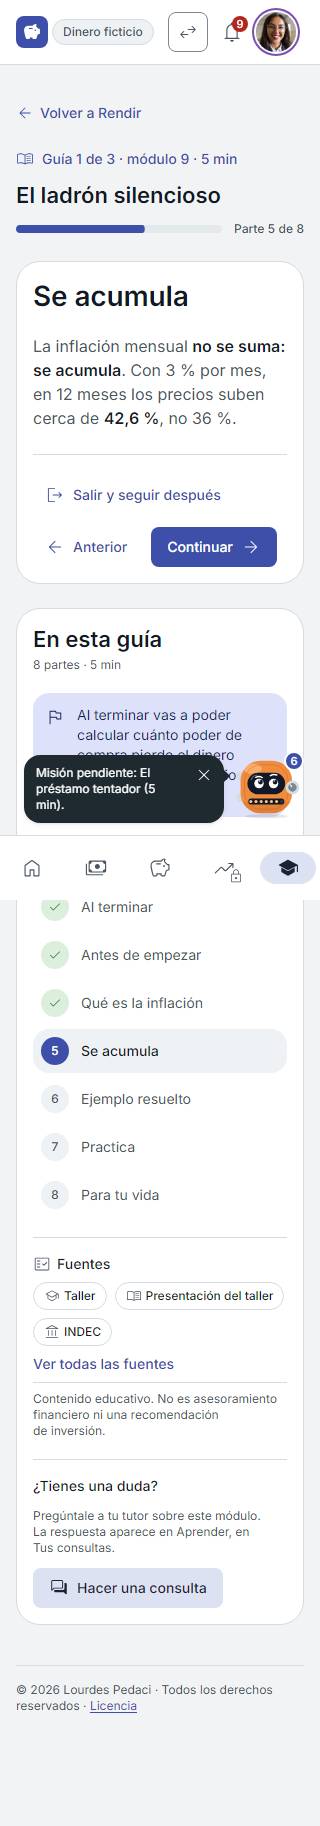 Dinero ficticio
9
Volver a Rendir
Guía 1 de 3 · módulo 9 · 5 min
El ladrón silencioso
Parte 5 de 8
Se acumula
La inflación mensual no se suma:
se acumula. Con 3 % por mes,
en 12 meses los precios suben
cerca de 42,6 %, no 36 %.
Salir y seguir después
Anterior
Continuar
En esta guía
8 partes · 5 min
Al terminar vas a poder
calcular cuánto poder de
compra pierde el dinero
Misión pendiente: El
préstamo tentador (5
min).
6
Al terminar
Antes de empezar
Qué es la inflación
5 Se acumula
6 Ejemplo resuelto
7 Practica
8 Para tu vida
Fuentes
Taller
Presentación del taller
INDEC
Ver todas las fuentes
Contenido educativo. No es asesoramiento
financiero ni una recomendación
de inversión.
¿Tienes una duda?
Pregúntale a tu tutor sobre este módulo.
La respuesta aparece en Aprender, en
Tus consultas.
Hacer una consulta
© 2026 Lourdes Pedaci · Todos los derechos
reservados · Licencia